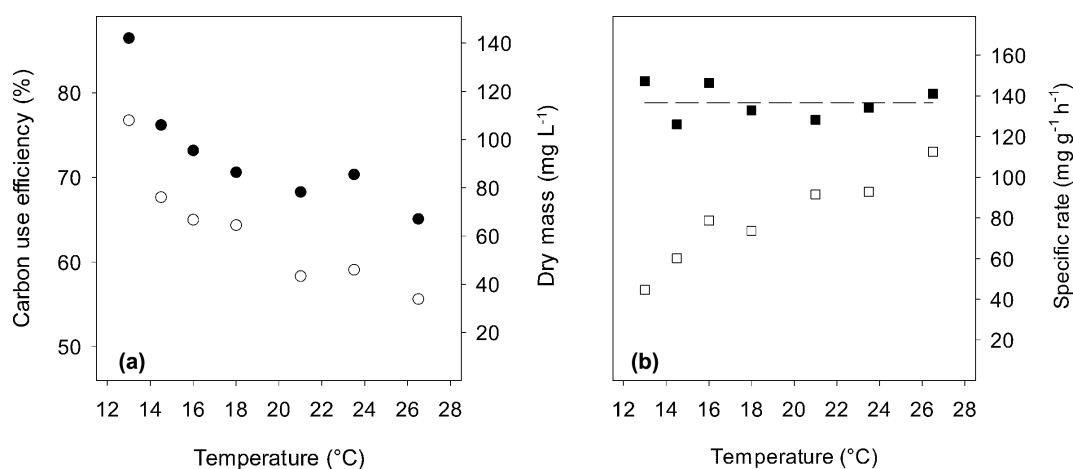 Carbon use efficiency (%)
80
70
60
50
140
120
100
80
60
40
20
Dry mass (mg L-1)
(a)
12 14 16 18 20 22 24 26 28
Temperature (°C)
160
140
120
100
80
60
40
20
Specific rate (mg g-1 h-1)
(b)
12 14 16 18 20 22 24 26 28
Temperature (°C)